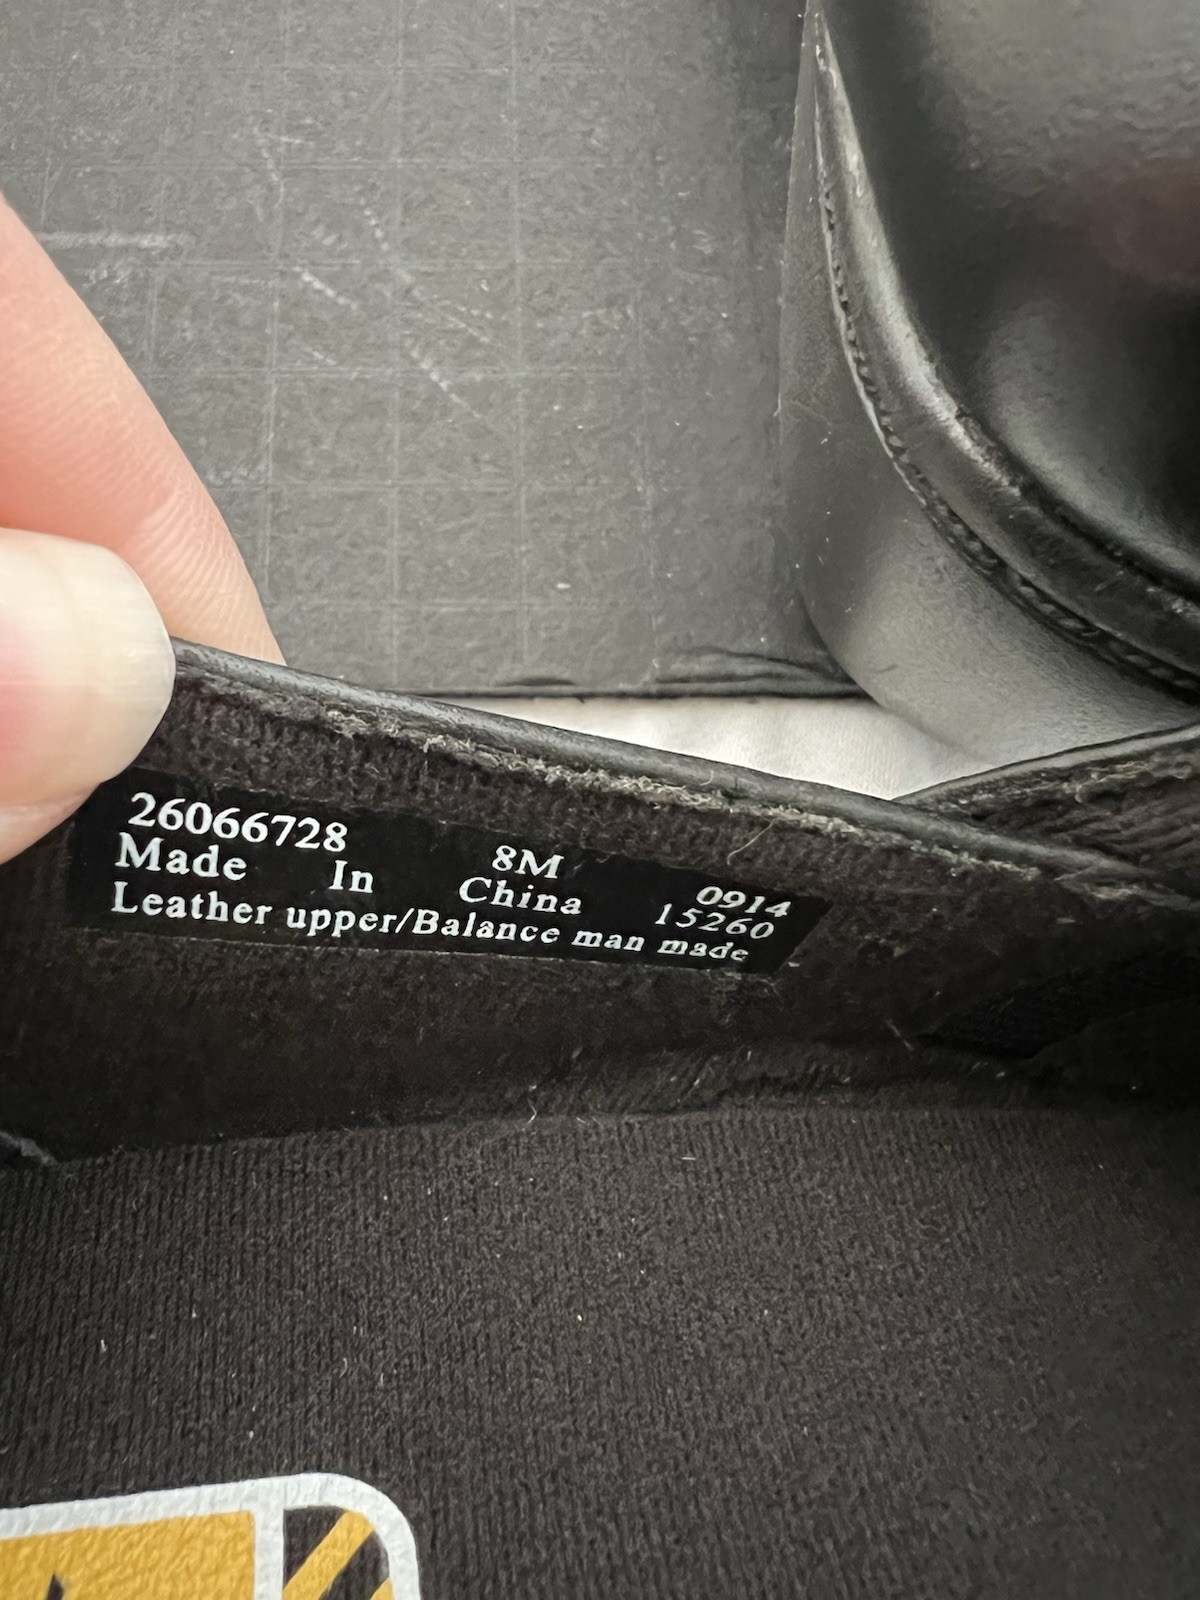 26066728 8M 0914
Made In China 15260
Leather upper/Balance man made